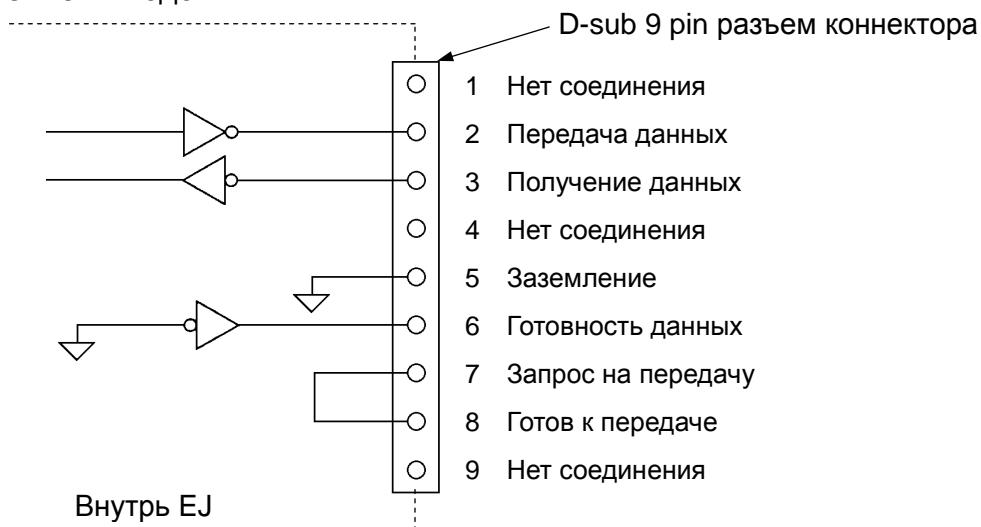 D-sub 9 pin разъем коннектора
1 Нет соединения
2 Передача данных
3 Получение данных
4 Нет соединения
5 Заземление
6 Готовность данных
7 Запрос на передачу
8 Готов к передаче
9 Нет соединения
Внутрь EJ